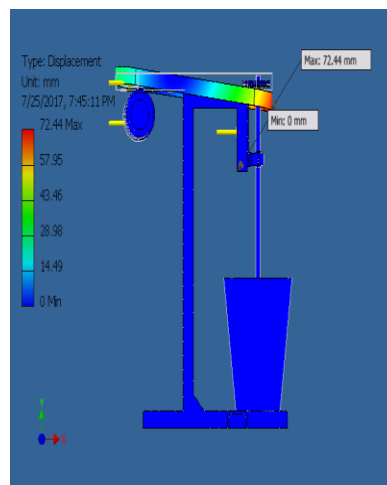 Type: Displacement
Unit: mm
7/25/2017, 7:45:11 PM
72.44 Max
57.95
43.46
28.98
14.49
0 Min
Max: 72.44 mm
Min: 0 mm
Y
X